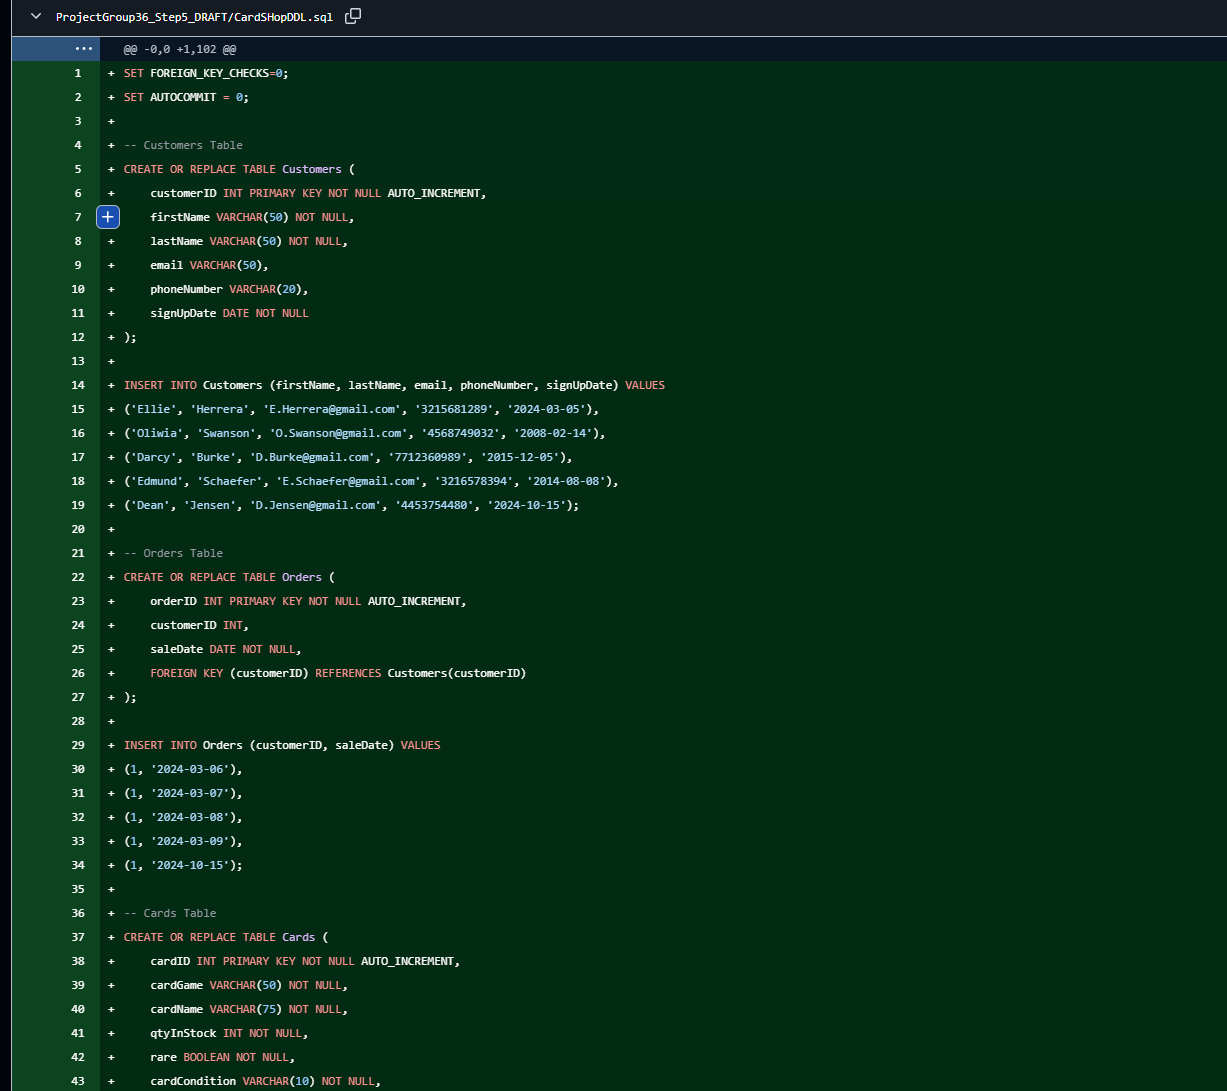 ProjectGroup36_Step5_DRAFT/CardSHopDDL.sql
... @@ -0,0 +1,102 @@
1 + SET FOREIGN_KEY_CHECKS=0;
2 + SET AUTOCOMMIT = 0;
3 +
4 + -- Customers Table
5 + CREATE OR REPLACE TABLE Customers (
6 + customerID INT PRIMARY KEY NOT NULL AUTO_INCREMENT,
7 + firstName VARCHAR(50) NOT NULL,
8 + lastName VARCHAR(50) NOT NULL,
9 + email VARCHAR(50),
10 + phoneNumber VARCHAR(20),
11 + signUpDate DATE NOT NULL
12 + );
13 +
14 + INSERT INTO Customers (firstName, lastName, email, phoneNumber, signUpDate) VALUES
15 + ('Ellie', 'Herrera', 'E.Herrera@gmail.com', '3215681289', '2024-03-05'),
16 + ('Oliwia', 'Swanson', 'O.Swanson@gmail.com', '4568749032', '2008-02-14'),
17 + ('Darcy', 'Burke', 'D.Burke@gmail.com', '7712360989', '2015-12-05'),
18 + ('Edmund', 'Schaefer', 'E.Schaefer@gmail.com', '3216578394', '2014-08-08'),
19 + ('Dean', 'Jensen', 'D.Jensen@gmail.com', '4453754480', '2024-10-15');
20 +
21 + -- Orders Table
22 + CREATE OR REPLACE TABLE Orders (
23 + orderID INT PRIMARY KEY NOT NULL AUTO_INCREMENT,
24 + customerID INT,
25 + saleDate DATE NOT NULL,
26 + FOREIGN KEY (customerID) REFERENCES Customers(customerID)
27 + );
28 +
29 + INSERT INTO Orders (customerID, saleDate) VALUES
30 + (1, '2024-03-06'),
31 + (1, '2024-03-07'),
32 + (1, '2024-03-08'),
33 + (1, '2024-03-09'),
34 + (1, '2024-10-15');
35 +
36 + -- Cards Table
37 + CREATE OR REPLACE TABLE Cards (
38 + cardID INT PRIMARY KEY NOT NULL AUTO_INCREMENT,
39 + cardGame VARCHAR(50) NOT NULL,
40 + cardName VARCHAR(75) NOT NULL,
41 + qtyInStock INT NOT NULL,
42 + rare BOOLEAN NOT NULL,
43 + cardCondition VARCHAR(10) NOT NULL,